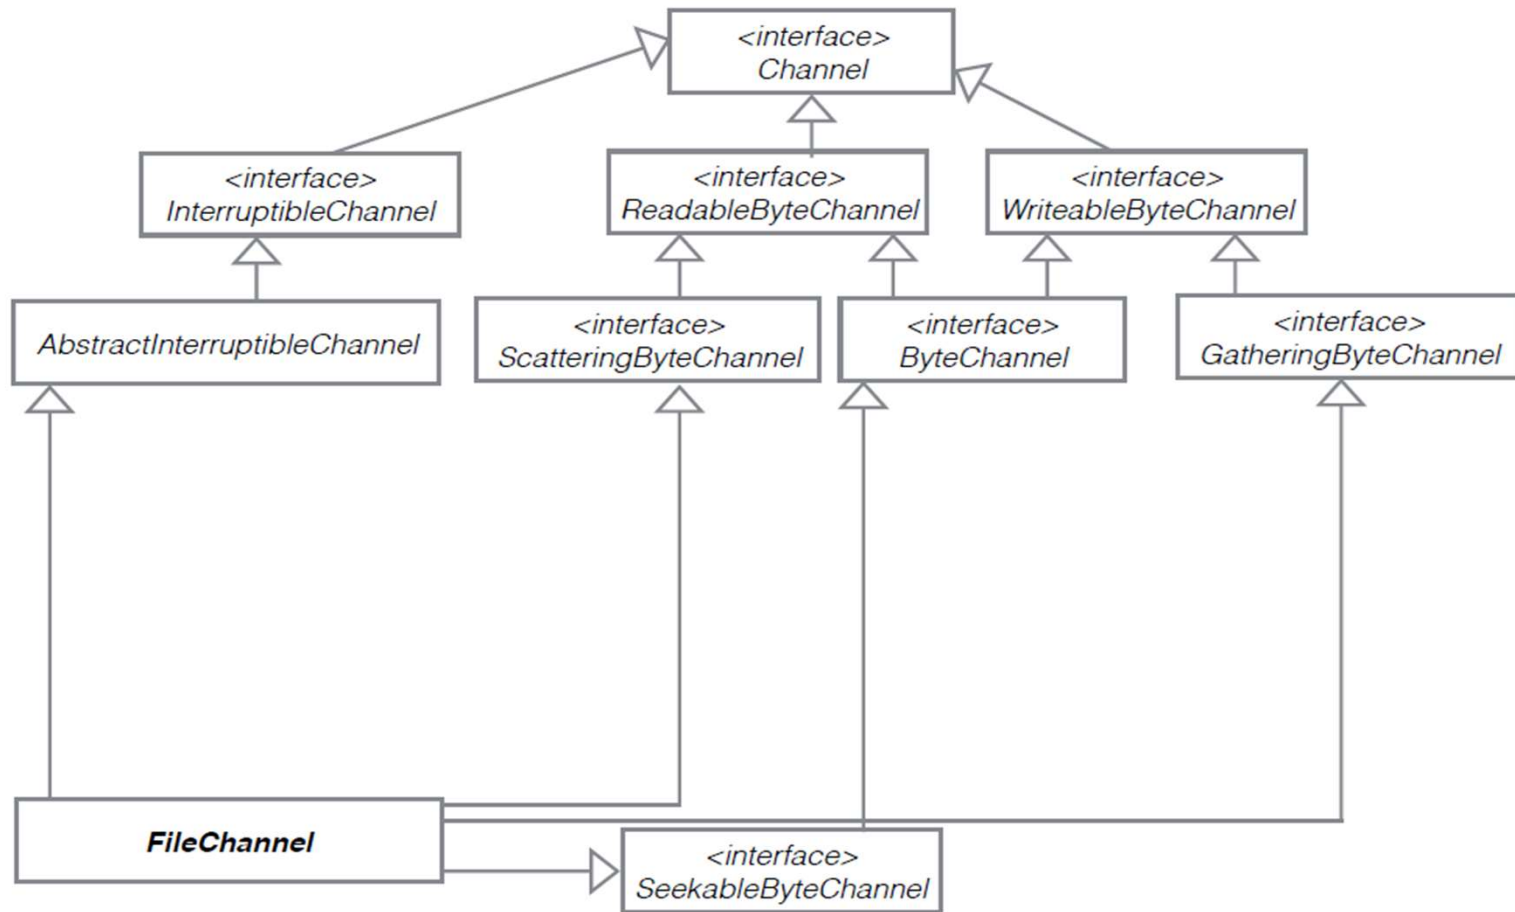 <interface>
Channel
<interface>
InterruptibleChannel
<interface>
ReadableByteChannel
<interface>
WriteableByteChannel
AbstractInterruptibleChannel
<interface>
ScatteringByteChannel
<interface>
ByteChannel
<interface>
GatheringByteChannel
FileChannel
<interface>
SeekableByteChannel